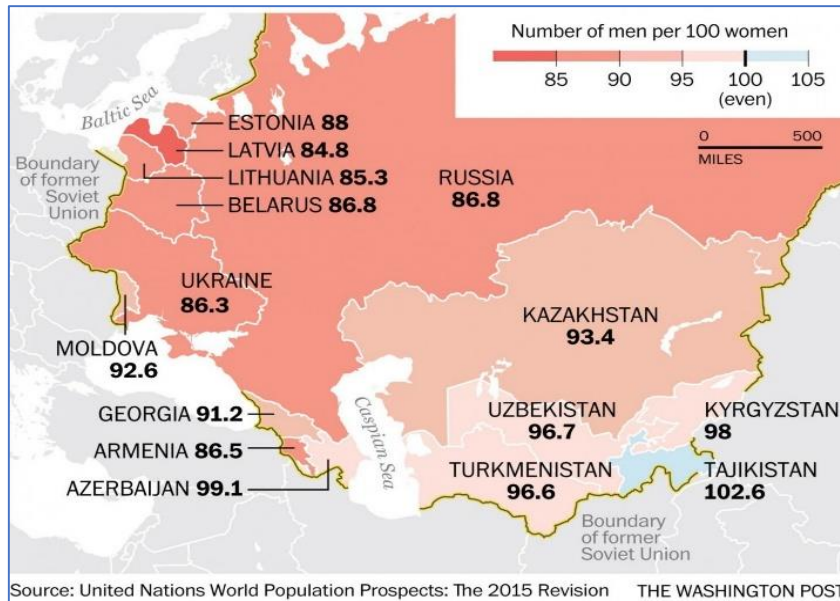 Number of men per 100 women
85 90 95 100 105
(even)
0 500
MILES
Baltic Sea
ESTONIA 88
LATVIA 84.8
LITHUANIA 85.3
BELARUS 86.8
Boundary
of former
Soviet
Union
RUSSIA
86.8
UKRAINE
86.3
KAZAKHSTAN
93.4
MOLDOVA
92.6
GEORGIA 91.2
ARMENIA 86.5
AZERBAIJAN 99.1
Caspian Sea
UZBEKISTAN
96.7
KYRGYZSTAN
98
TURKMENISTAN
96.6
TAJIKISTAN
102.6
Boundary
of former
Soviet Union
Source: United Nations World Population Prospects: The 2015 Revision THE WASHINGTON POST